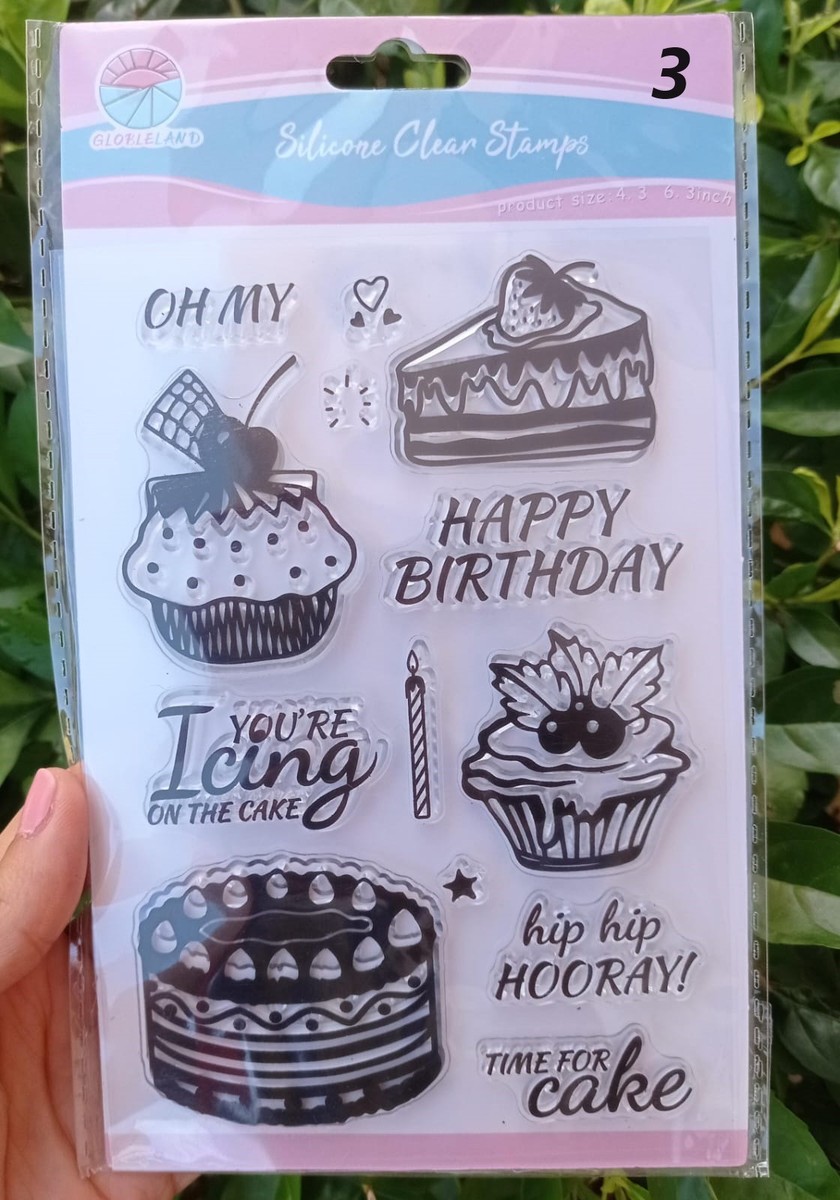 3
GLOBLELAND
Silicone Clear Stamps
product size: 4.3 6.3inch
OH MY
HAPPY
BIRTHDAY
YOU'RE
Icing
ON THE CAKE
hip hip
HOORAY!
TIME FOR
cake